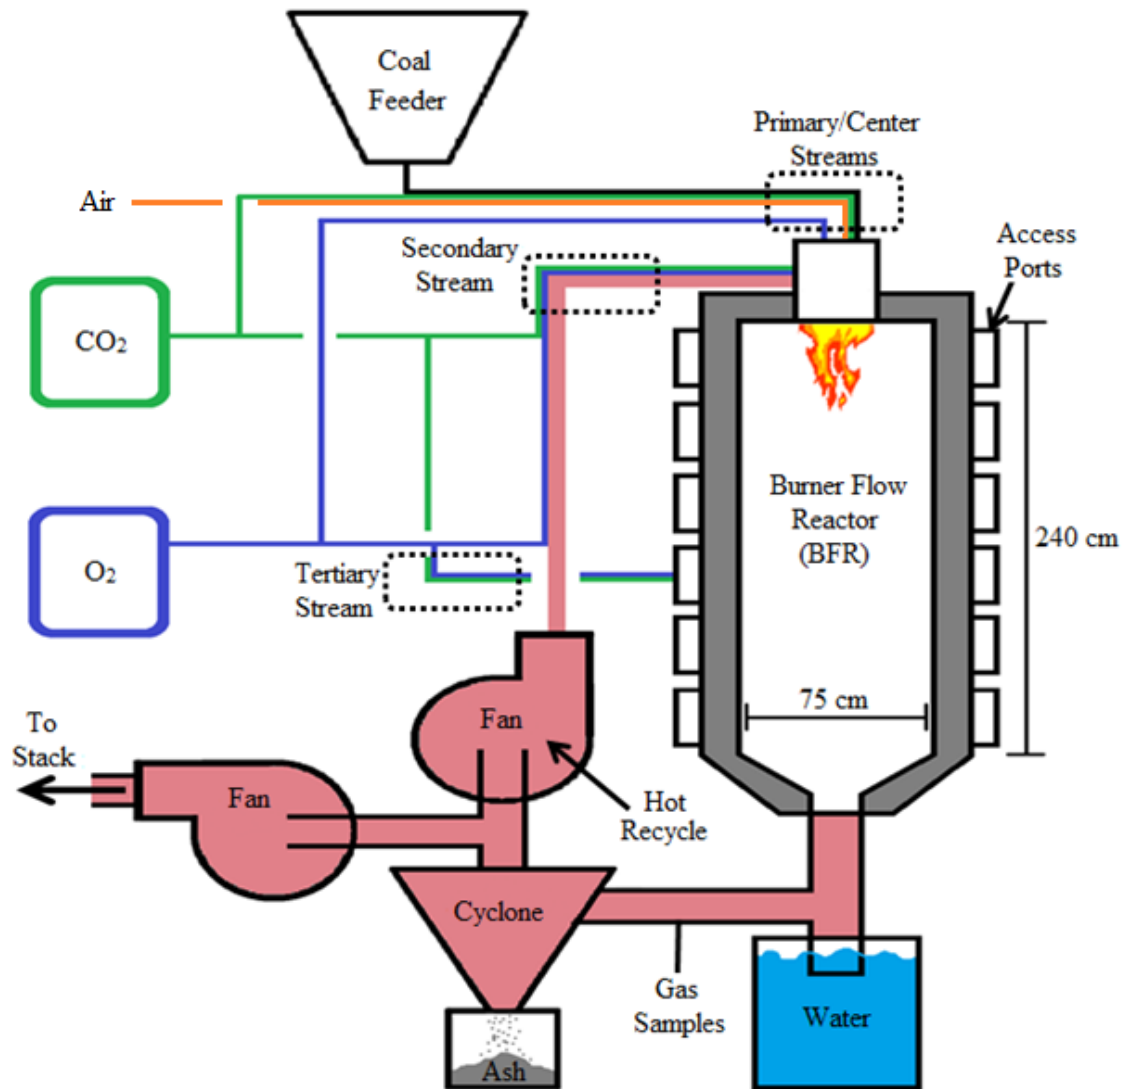 Coal
Feeder
Primary/Center
Streams
Air
Secondary
Stream
Access
Ports
CO₂
Burner Flow
Reactor
(BFR)
240 cm
O₂
Tertiary
Stream
75 cm
To
Stack
Fan
Fan
Hot
Recycle
Cyclone
Gas
Samples
Water
Ash